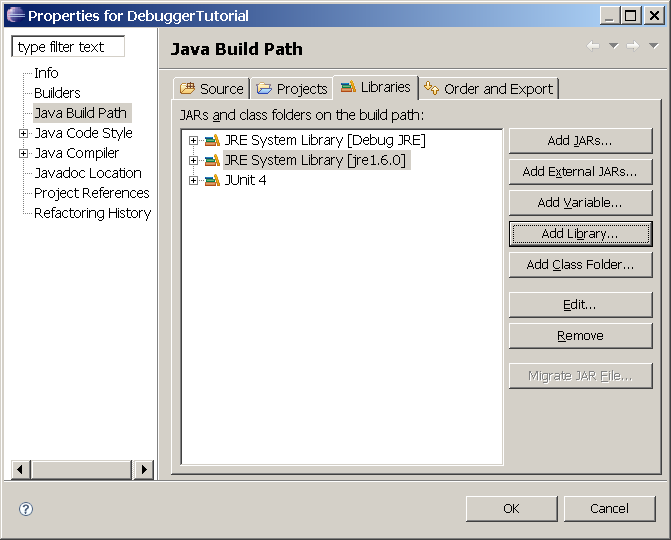 Properties for DebuggerTutorial
type filter text
Info
Builders
Java Build Path
Java Code Style
Java Compiler
Javadoc Location
Project References
Refactoring History
Java Build Path
Source
Projects
Libraries
Order and Export
JARs and class folders on the build path:
JRE System Library [Debug JRE]
JRE System Library [jre1.6.0]
JUnit 4
Add JARs...
Add External JARs...
Add Variable...
Add Library...
Add Class Folder...
Edit...
Remove
Migrate JAR File...
?
OK
Cancel